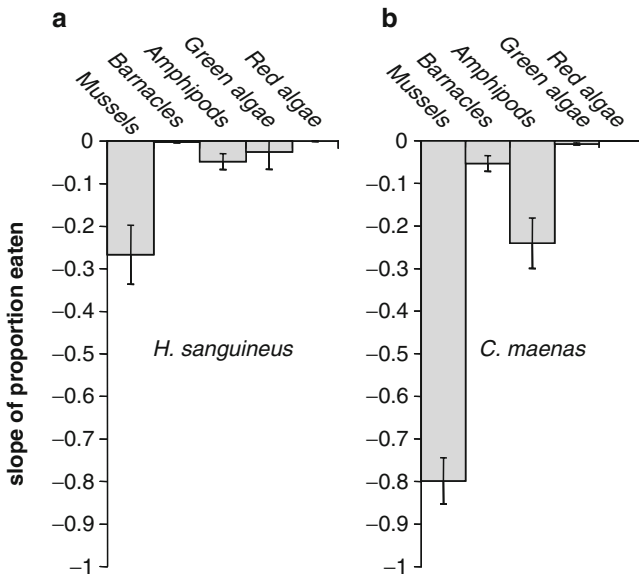 a
Mussels
Barnacles
Amphipods
Green algae
Red algae
0
−0.1
−0.2
−0.3
−0.4
−0.5
−0.6
−0.7
−0.8
−0.9
−1
slope of proportion eaten
H. sanguineus
b
Mussels
Barnacles
Amphipods
Green algae
Red algae
0
−0.1
−0.2
−0.3
−0.4
−0.5
−0.6
−0.7
−0.8
−0.9
−1
C. maenas